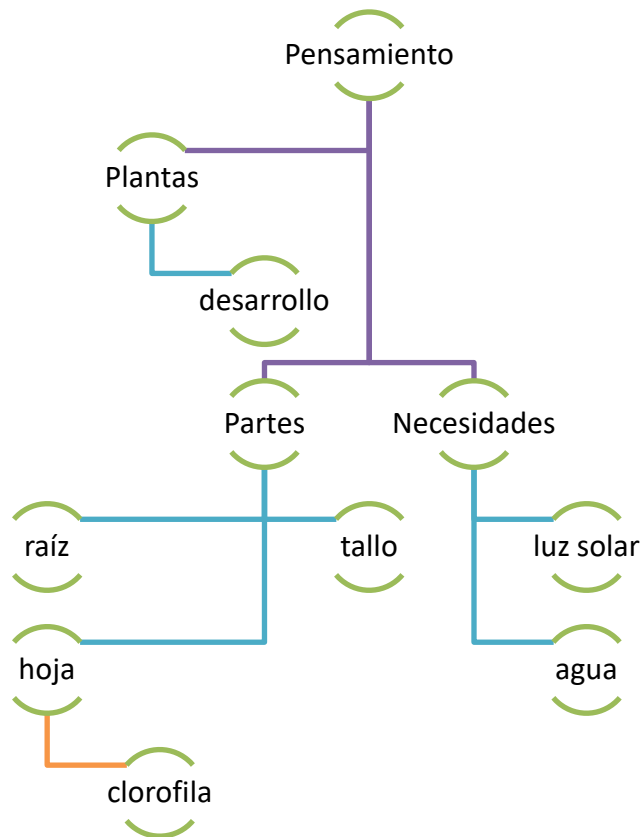 Pensamiento
Plantas
desarrollo
Partes
Necesidades
raíz
tallo
luz solar
hoja
agua
clorofila